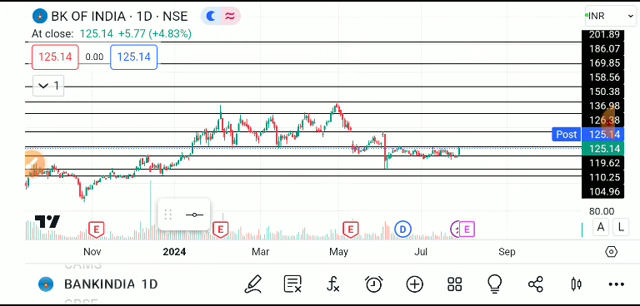 BK OF INDIA · 1D · NSE
INR
At close: 125.14 +5.77 (+4.83%)
125.14 0.00 125.14
1
201.89
186.07
169.85
158.56
145.38
136.98
126.38
Post 125.14
125.14
119.62
110.25
104.96
80.00
E E E D E
A L
Nov 2024 Mar May Jul Sep
CAMS
BANKINDIA 1D